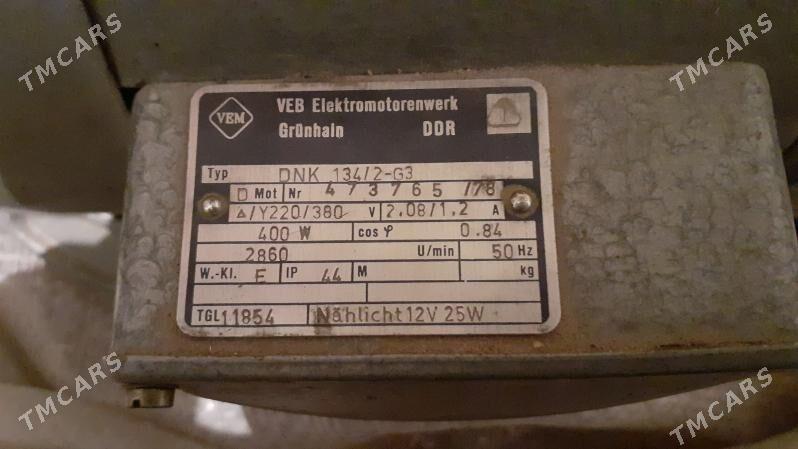 TMCARS
TMCARS
TMCARS
VEM
VEB Elektromotorenwerk
Grünhain DDR
Typ DNK 134/2-G3
D Mot Nr 473765 /78
△/Y220/380 V 2.08/1.2 A
400 W cos φ 0.84
2860 U/min 50 Hz
W.-Kl. E IP 44 M kg
TGL 11854 Nählicht 12V 25W
TMCARS
TMCARS
TMCARS